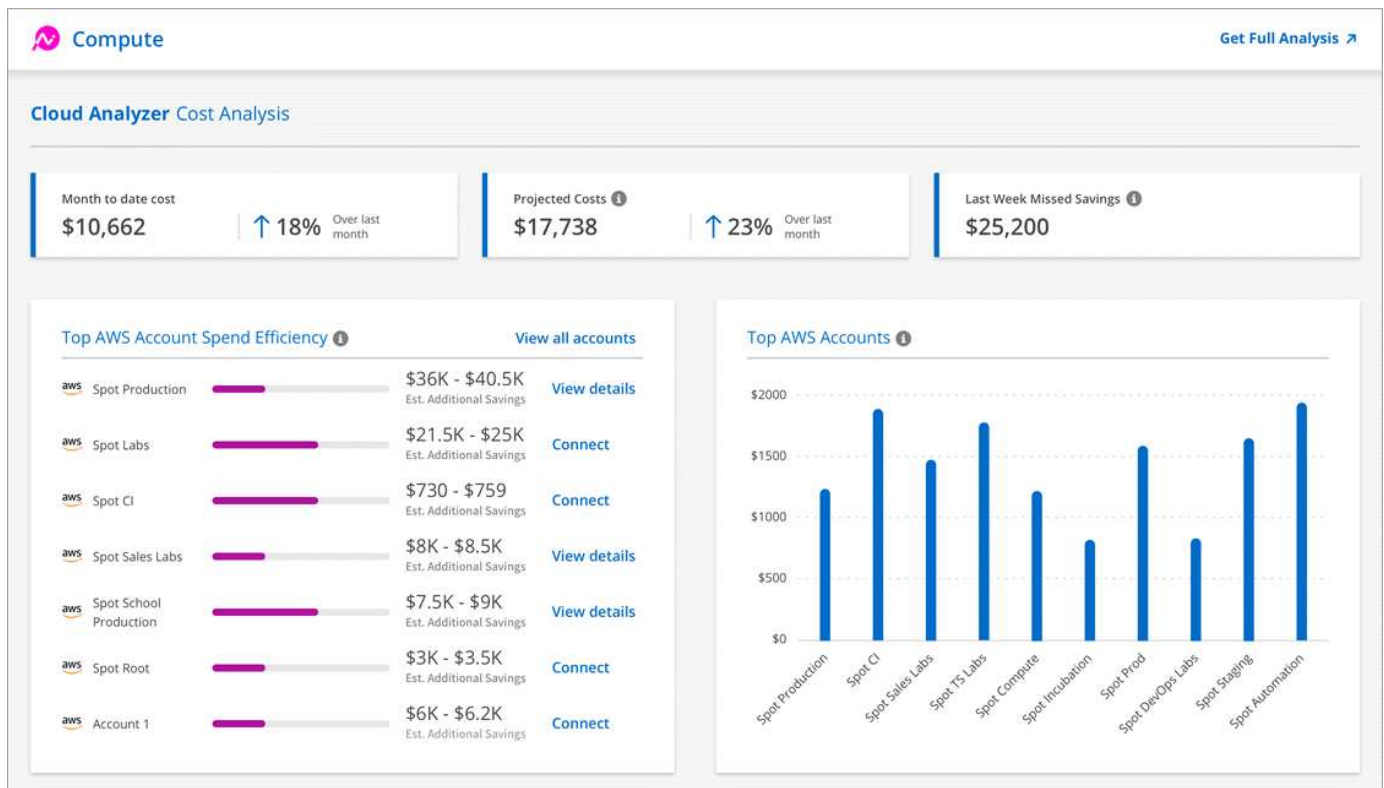 Compute
Get Full Analysis
Cloud Analyzer Cost Analysis
Month to date cost
$10,662
18%
Over last
month
Projected Costs
$17,738
23%
Over last
month
Last Week Missed Savings
$25,200
Top AWS Account Spend Efficiency
View all accounts
aws Spot Production
$36K - $40.5K
Est. Additional Savings
View details
aws Spot Labs
$21.5K - $25K
Est. Additional Savings
Connect
aws Spot CI
$730 - $759
Est. Additional Savings
Connect
aws Spot Sales Labs
$8K - $8.5K
Est. Additional Savings
View details
aws Spot School
Production
$7.5K - $9K
Est. Additional Savings
View details
aws Spot Root
$3K - $3.5K
Est. Additional Savings
Connect
aws Account 1
$6K - $6.2K
Est. Additional Savings
Connect
Top AWS Accounts
$2000
$1500
$1000
$500
$0
Spot Production
Spot CI
Spot Sales Labs
Spot TS Labs
Spot Compute
Spot Incubation
Spot Prod
Spot DevOps Labs
Spot Staging
Spot Automation